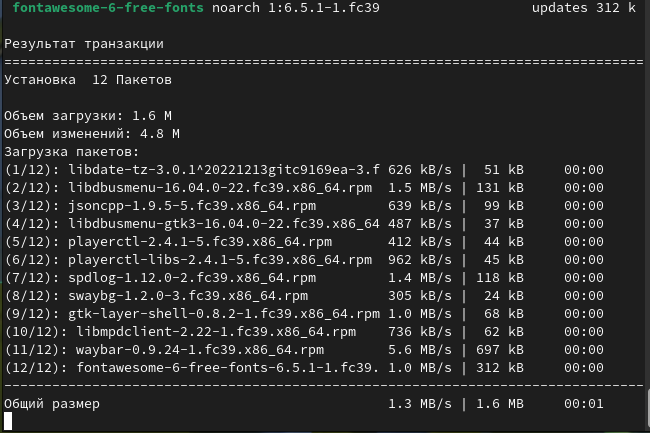 fontawesome-6-free-fonts noarch 1:6.5.1-1.fc39 updates 312 k
Результат транзакции
================================================================================
Установка  12 Пакетов
Объем загрузки: 1.6 M
Объем изменений: 4.8 M
Загрузка пакетов:
(1/12): libdate-tz-3.0.1^20221213gitc9169ea-3.f 626 kB/s |  51 kB     00:00
(2/12): libdbusmenu-16.04.0-22.fc39.x86_64.rpm  1.5 MB/s | 131 kB     00:00
(3/12): jsoncpp-1.9.5-5.fc39.x86_64.rpm         639 kB/s |  99 kB     00:00
(4/12): libdbusmenu-gtk3-16.04.0-22.fc39.x86_64 487 kB/s |  37 kB     00:00
(5/12): playerctl-2.4.1-5.fc39.x86_64.rpm       412 kB/s |  44 kB     00:00
(6/12): playerctl-libs-2.4.1-5.fc39.x86_64.rpm  962 kB/s |  45 kB     00:00
(7/12): spdlog-1.12.0-2.fc39.x86_64.rpm         1.4 MB/s | 118 kB     00:00
(8/12): swaybg-1.2.0-3.fc39.x86_64.rpm          305 kB/s |  24 kB     00:00
(9/12): gtk-layer-shell-0.8.2-1.fc39.x86_64.rpm 1.0 MB/s |  68 kB     00:00
(10/12): libmpdclient-2.22-1.fc39.x86_64.rpm    736 kB/s |  62 kB     00:00
(11/12): waybar-0.9.24-1.fc39.x86_64.rpm        5.6 MB/s | 697 kB     00:00
(12/12): fontawesome-6-free-fonts-6.5.1-1.fc39. 1.0 MB/s | 312 kB     00:00
--------------------------------------------------------------------------------
Общий размер                                    1.3 MB/s | 1.6 MB     00:01